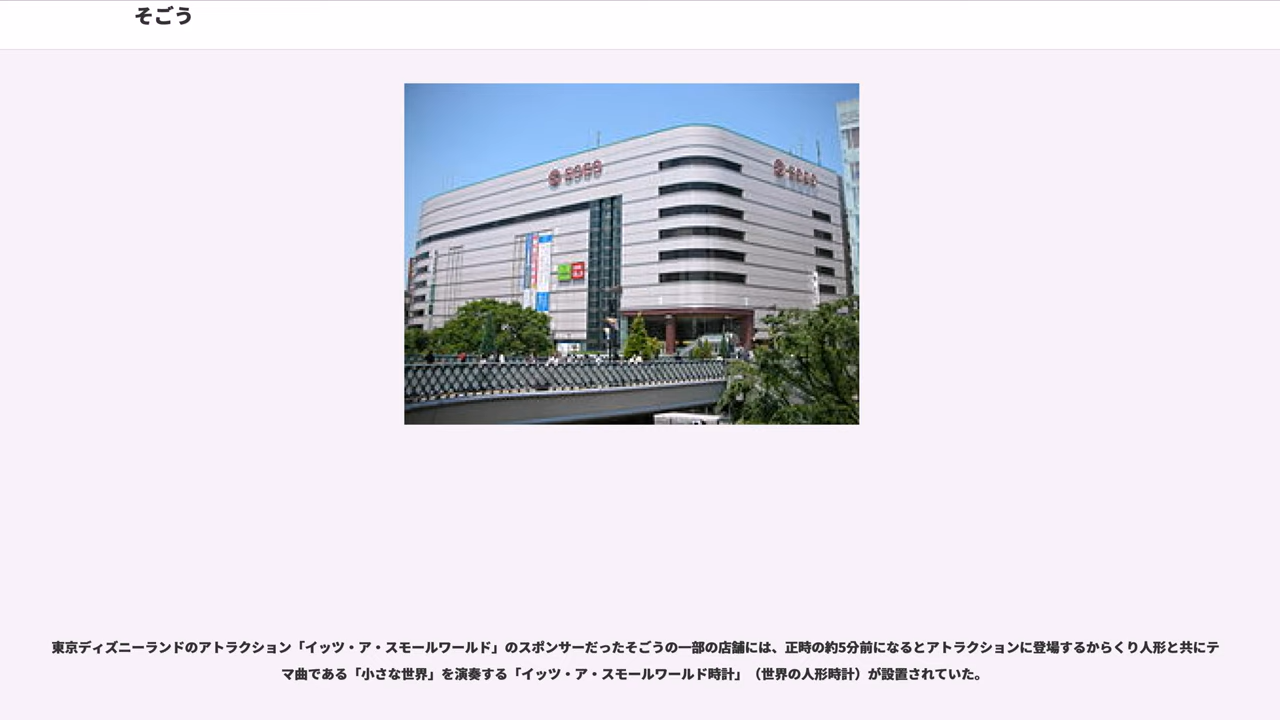 そごう
東京ディズニーランドのアトラクション「イッツ・ア・スモールワールド」のスポンサーだったそごうの一部の店舗には、正時の約5分前になるとアトラクションに登場するからくり人形と共にテ
マ曲である「小さな世界」を演奏する「イッツ・ア・スモールワールド時計」（世界の人形時計）が設置されていた。